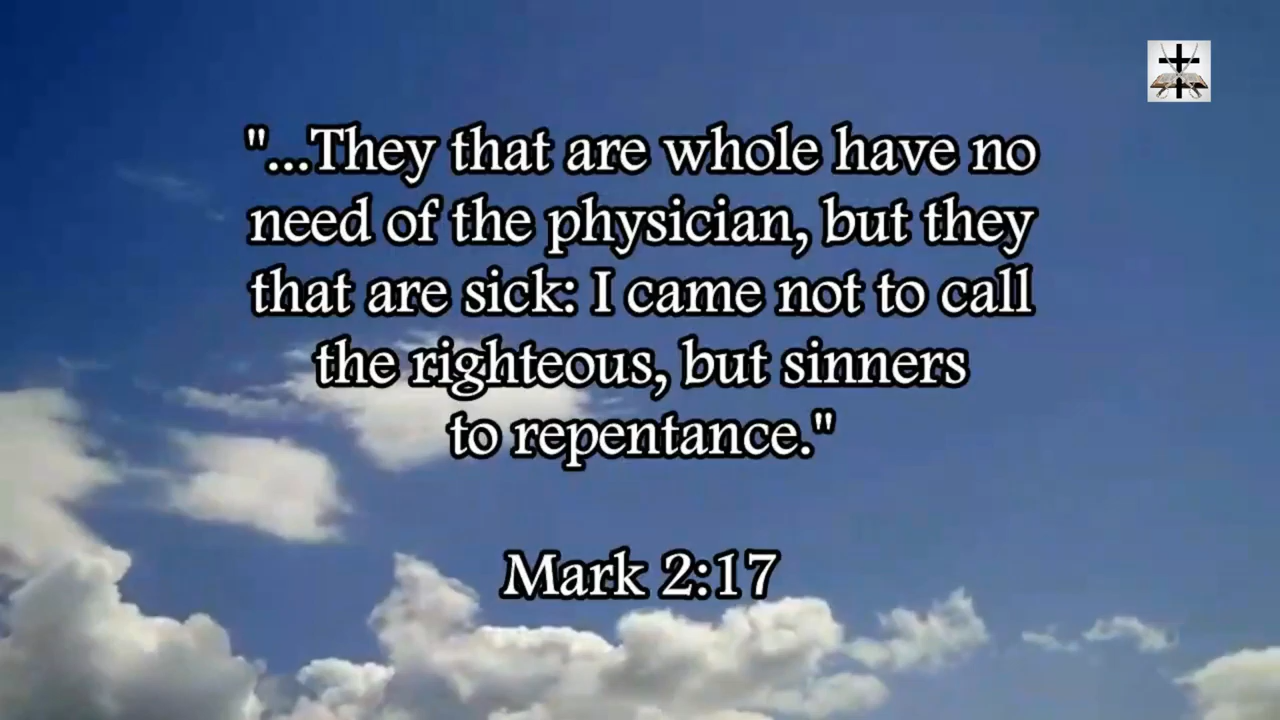 "...They that are whole have no
need of the physician, but they
that are sick: I came not to call
the righteous, but sinners
to repentance."
Mark 2:17